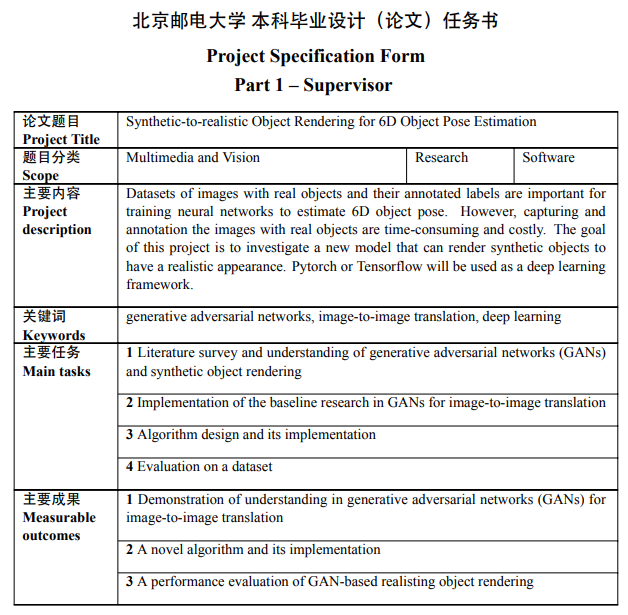 北京邮电大学 本科毕业设计（论文）任务书
Project Specification Form
Part 1 – Supervisor
论文题目
Project Title
Synthetic-to-realistic Object Rendering for 6D Object Pose Estimation
题目分类
Scope
Multimedia and Vision
Research
Software
主要内容
Project
description
Datasets of images with real objects and their annotated labels are important for
training neural networks to estimate 6D object pose. However, capturing and
annotation the images with real objects are time-consuming and costly. The goal
of this project is to investigate a new model that can render synthetic objects to
have a realistic appearance. Pytorch or Tensorflow will be used as a deep learning
framework.
关键词
Keywords
generative adversarial networks, image-to-image translation, deep learning
主要任务
Main tasks
1 Literature survey and understanding of generative adversarial networks (GANs)
and synthetic object rendering
2 Implementation of the baseline research in GANs for image-to-image translation
3 Algorithm design and its implementation
4 Evaluation on a dataset
主要成果
Measurable
outcomes
1 Demonstration of understanding in generative adversarial networks (GANs) for
image-to-image translation
2 A novel algorithm and its implementation
3 A performance evaluation of GAN-based realisting object rendering